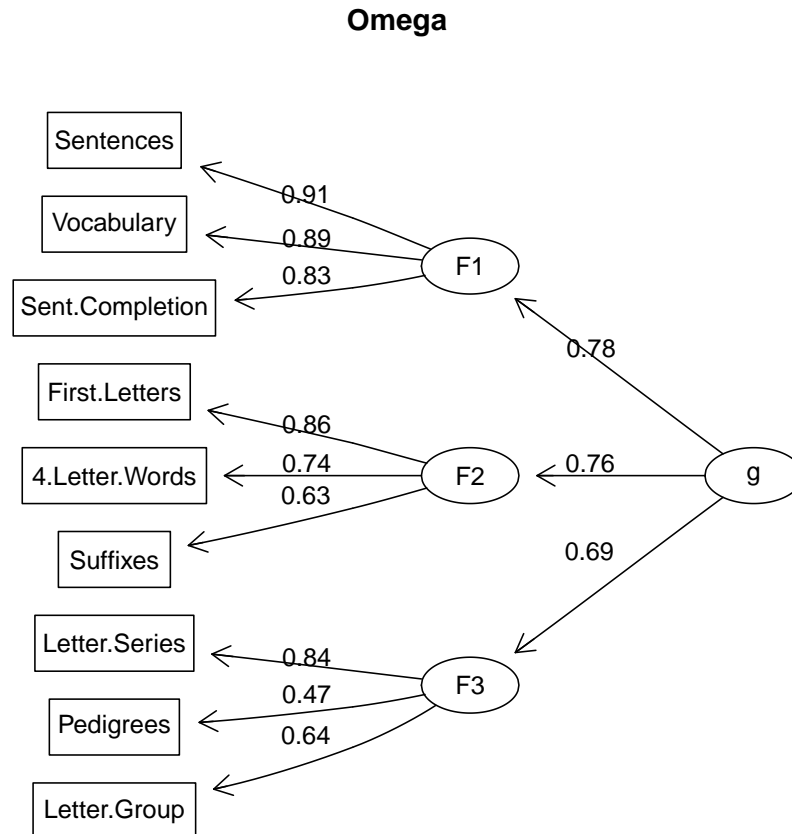 Omega
Sentences
0.91
Vocabulary
0.89
F1
0.83
Sent.Completion
0.78
First.Letters
0.86
4.Letter.Words
0.74
F2
0.76
g
0.63
Suffixes
0.69
Letter.Series
0.84
F3
0.47
Pedigrees
0.64
Letter.Group